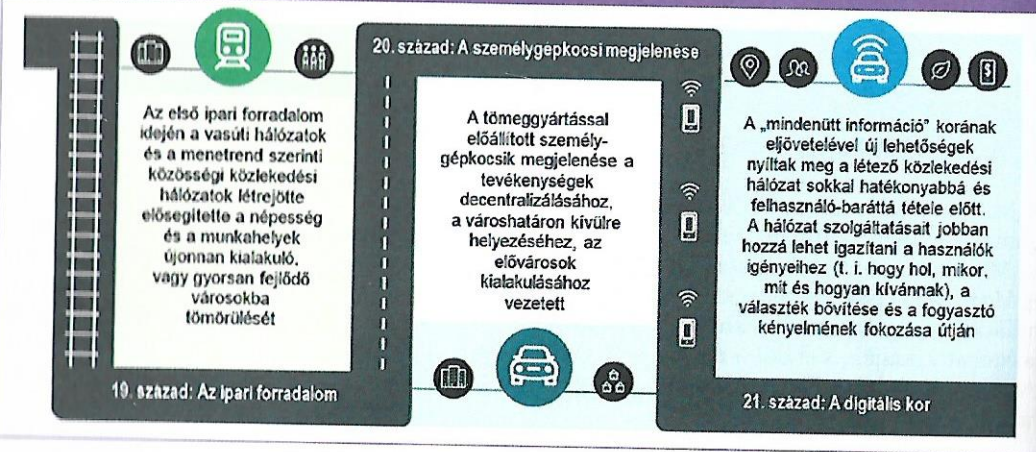 Az első ipari forradalom
idején a vasúti hálózatok
és a menetrend szerinti
közösségi közlekedési
hálózatok létrejötte
elősegítette a népesség
és a munkahelyek
újonnan kialakuló,
vagy gyorsan fejlődő
városokba
tömörülését
19. század: Az ipari forradalom
20. század: A személygépkocsi megjelenése
A tömeggyártással
előállított személy-
gépkocsik megjelenése a
tevékenységek
decentralizálásához,
a városhatáron kívülre
helyezéséhez, az
elővárosok
kialakulásához
vezetett
$
A „mindenütt információ” korának
eljövetelével új lehetőségek
nyíltak meg a létező közlekedési
hálózat sokkal hatékonyabbá és
felhasználó-baráttá tétele előtt.
A hálózat szolgáltatásait jobban
hozzá lehet igazítani a használók
igényeihez (t. i. hogy hol, mikor,
mit és hogyan kívánnak), a
választék bővítése és a fogyasztó
kényelmének fokozása útján
21. század: A digitális kor